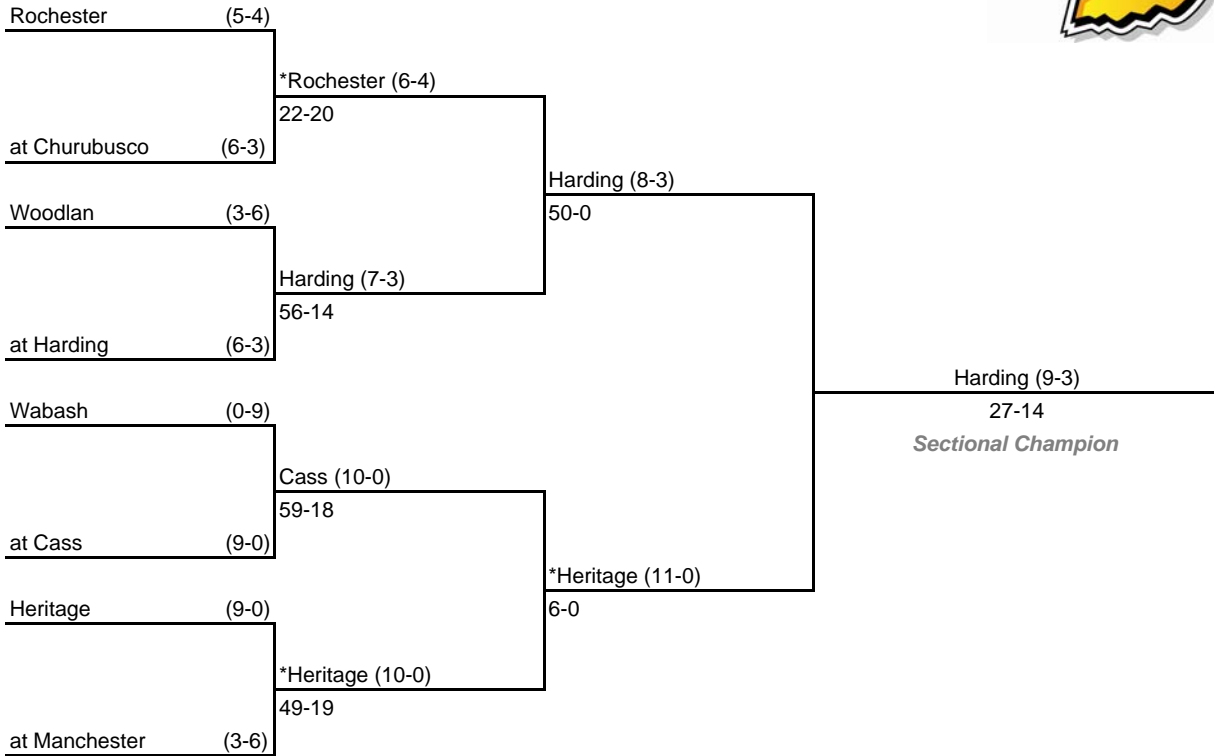 Rochester (5-4)
*Rochester (6-4)
22-20
at Churubusco (6-3)
Harding (8-3)
Woodlan (3-6)
50-0
Harding (7-3)
56-14
at Harding (6-3)
Harding (9-3)
Wabash (0-9)
27-14
Sectional Champion
Cass (10-0)
59-18
at Cass (9-0)
*Heritage (11-0)
Heritage (9-0)
6-0
*Heritage (10-0)
49-19
at Manchester (3-6)